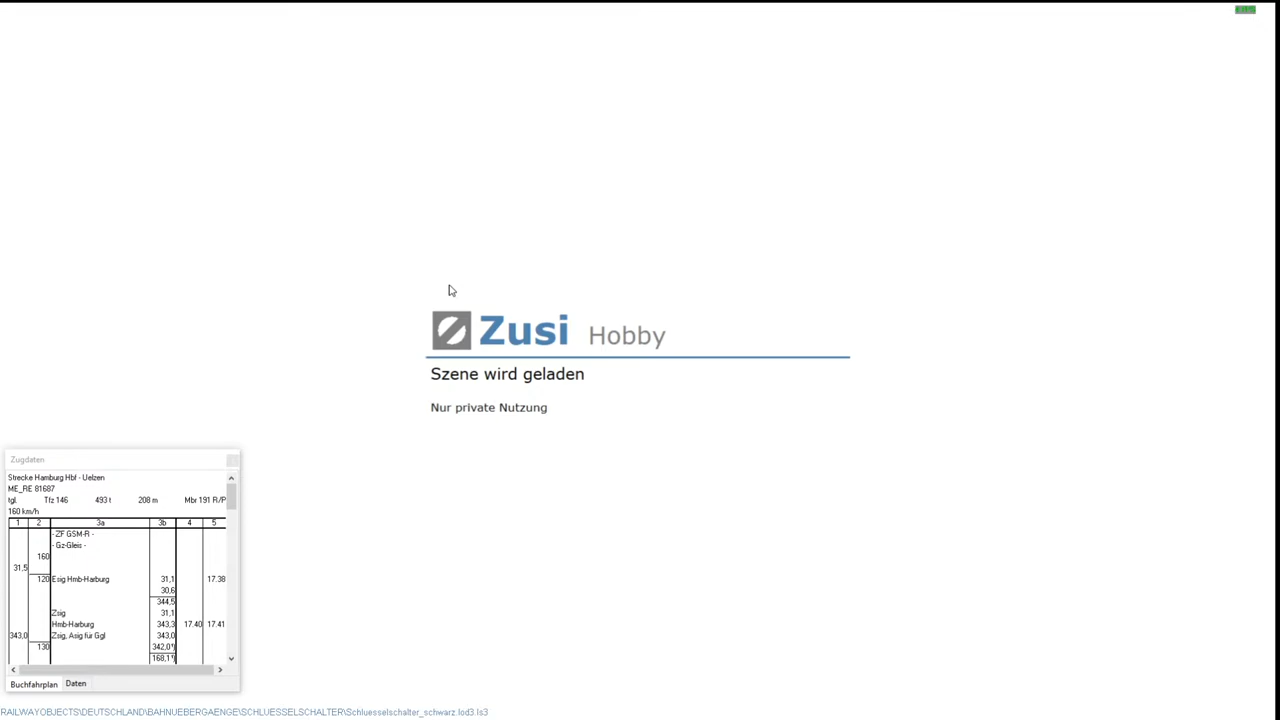 Zusi Hobby
Szene wird geladen
Nur private Nutzung
Zugdaten
Strecke Hamburg Hbf - Uelzen
ME_RE 81687
tgl. Tfz 146 493 t 208 m Mbr 191 R/P
160 km/h
1 2 3a 3b 4 5
- ZF GSM-R -
- Gz-Gleis -
160
31,5
120 Esig Hmb-Harburg 31,1 17.38
30,6
344,5
Zsig 31,1
Hmb-Harburg 343,3 17.40 17.41
343,0 Zsig, Asig für Ggl 343,0
130 342,0*)
168,1*)
Buchfahrplan Daten
RAILWAYOBJECTS\DEUTSCHLAND\BAHNUEBERGAENGE\SCHLUESSELSCHALTER\Schluesselschalter_schwarz.lod3.ls3